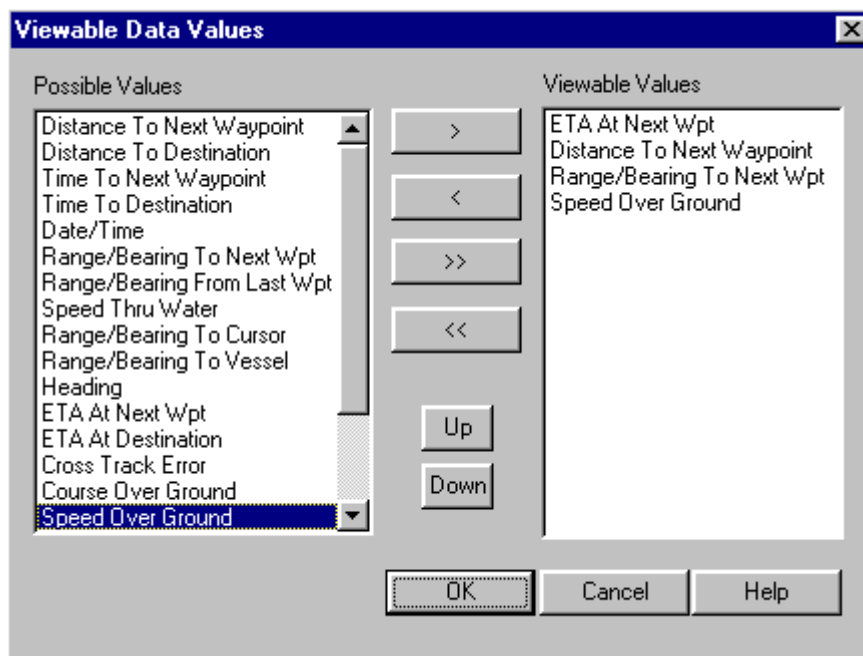 Viewable Data Values
Possible Values
Distance To Next Waypoint
Distance To Destination
Time To Next Waypoint
Time To Destination
Date/Time
Range/Bearing To Next Wpt
Range/Bearing From Last Wpt
Speed Thru Water
Range/Bearing To Cursor
Range/Bearing To Vessel
Heading
ETA At Next Wpt
ETA At Destination
Cross Track Error
Course Over Ground
Speed Over Ground
>
<
>>
<<
Up
Down
Viewable Values
ETA At Next Wpt
Distance To Next Waypoint
Range/Bearing To Next Wpt
Speed Over Ground
OK
Cancel
Help